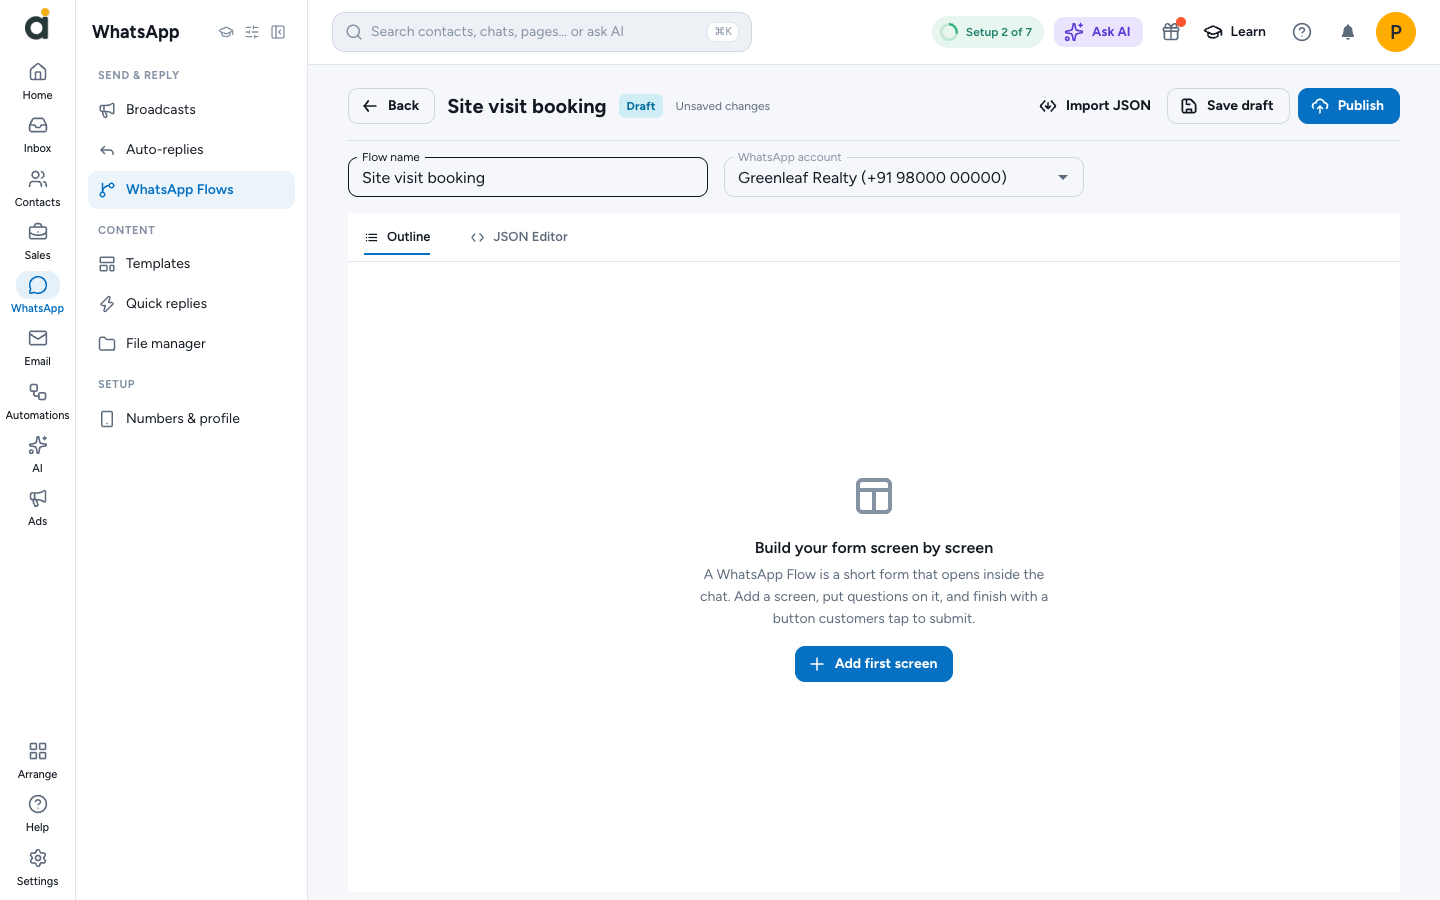 WhatsApp
Search contacts, chats, pages... or ask AI
⌘K
Setup 2 of 7
Ask AI
Learn
P
Home
Inbox
Contacts
Sales
WhatsApp
Email
Automations
AI
Ads
Arrange
Help
Settings
SEND & REPLY
Broadcasts
Auto-replies
WhatsApp Flows
CONTENT
Templates
Quick replies
File manager
SETUP
Numbers & profile
Back
Site visit booking
Draft
Unsaved changes
Import JSON
Save draft
Publish
Flow name
Site visit booking
WhatsApp account
Greenleaf Realty (+91 98000 00000)
Outline
JSON Editor
Build your form screen by screen
A WhatsApp Flow is a short form that opens inside the
chat. Add a screen, put questions on it, and finish with a
button customers tap to submit.
Add first screen